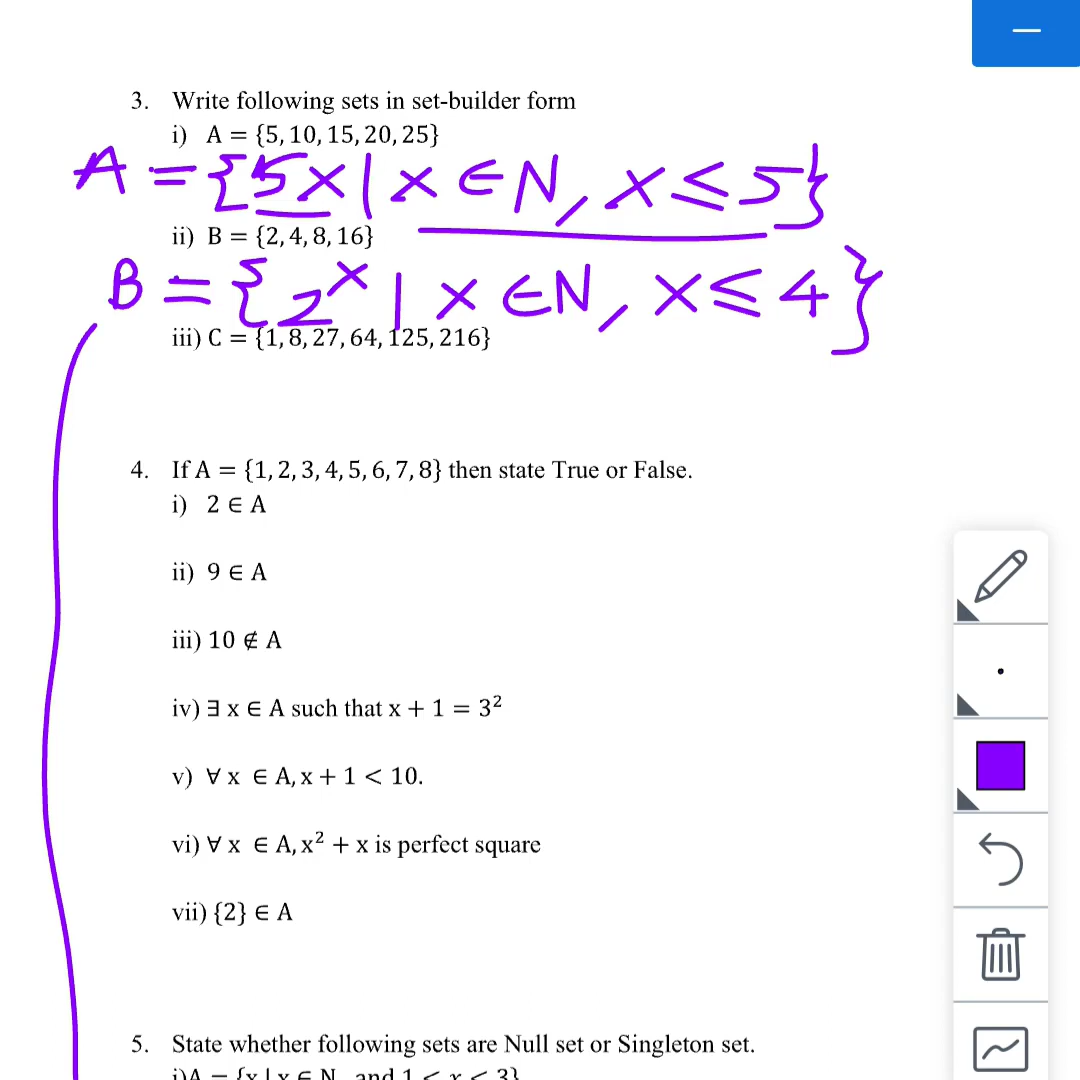 3. Write following sets in set-builder form
i) A = {5, 10, 15, 20, 25}
A = {5x | x ∈ N, x ≤ 5}
ii) B = {2, 4, 8, 16}
B = {2^x | x ∈ N, x ≤ 4}
iii) C = {1, 8, 27, 64, 125, 216}
4. If A = {1, 2, 3, 4, 5, 6, 7, 8} then state True or False.
i) 2 ∈ A
ii) 9 ∈ A
iii) 10 ∉ A
iv) ∃ x ∈ A such that x + 1 = 3²
v) ∀ x ∈ A, x + 1 < 10.
vi) ∀ x ∈ A, x² + x is perfect square
vii) {2} ∈ A
5. State whether following sets are Null set or Singleton set.
i)A = {x | x ∈ N, and 1 < x < 3}